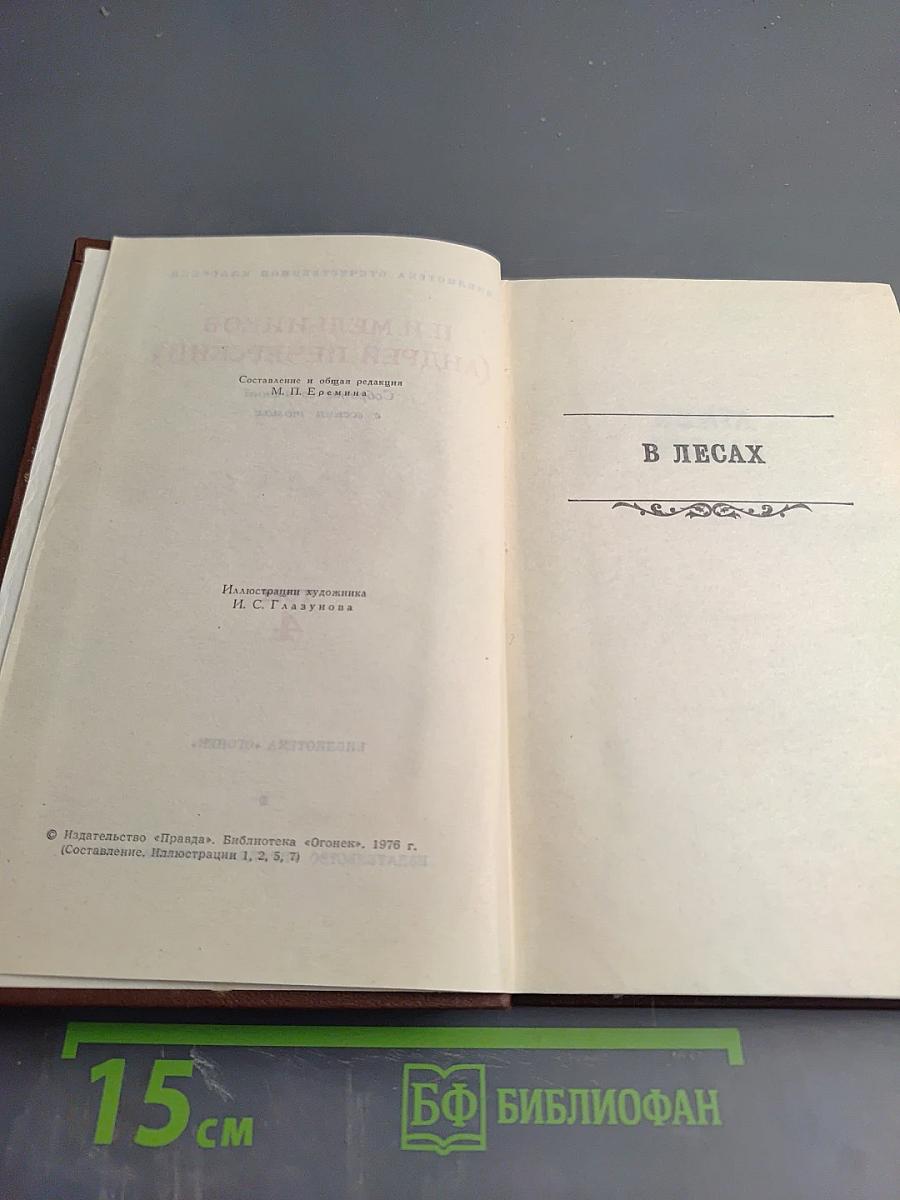 Составление и общая редакция
М. П. Еремина
Иллюстрации художника
И. С. Глазунова
© Издательство «Правда». Библиотека «Огонек». 1976 г.
(Составление. Иллюстрации 1, 2, 5, 7)
В ЛЕСАХ
15 см
БФ БИБЛИОФАН